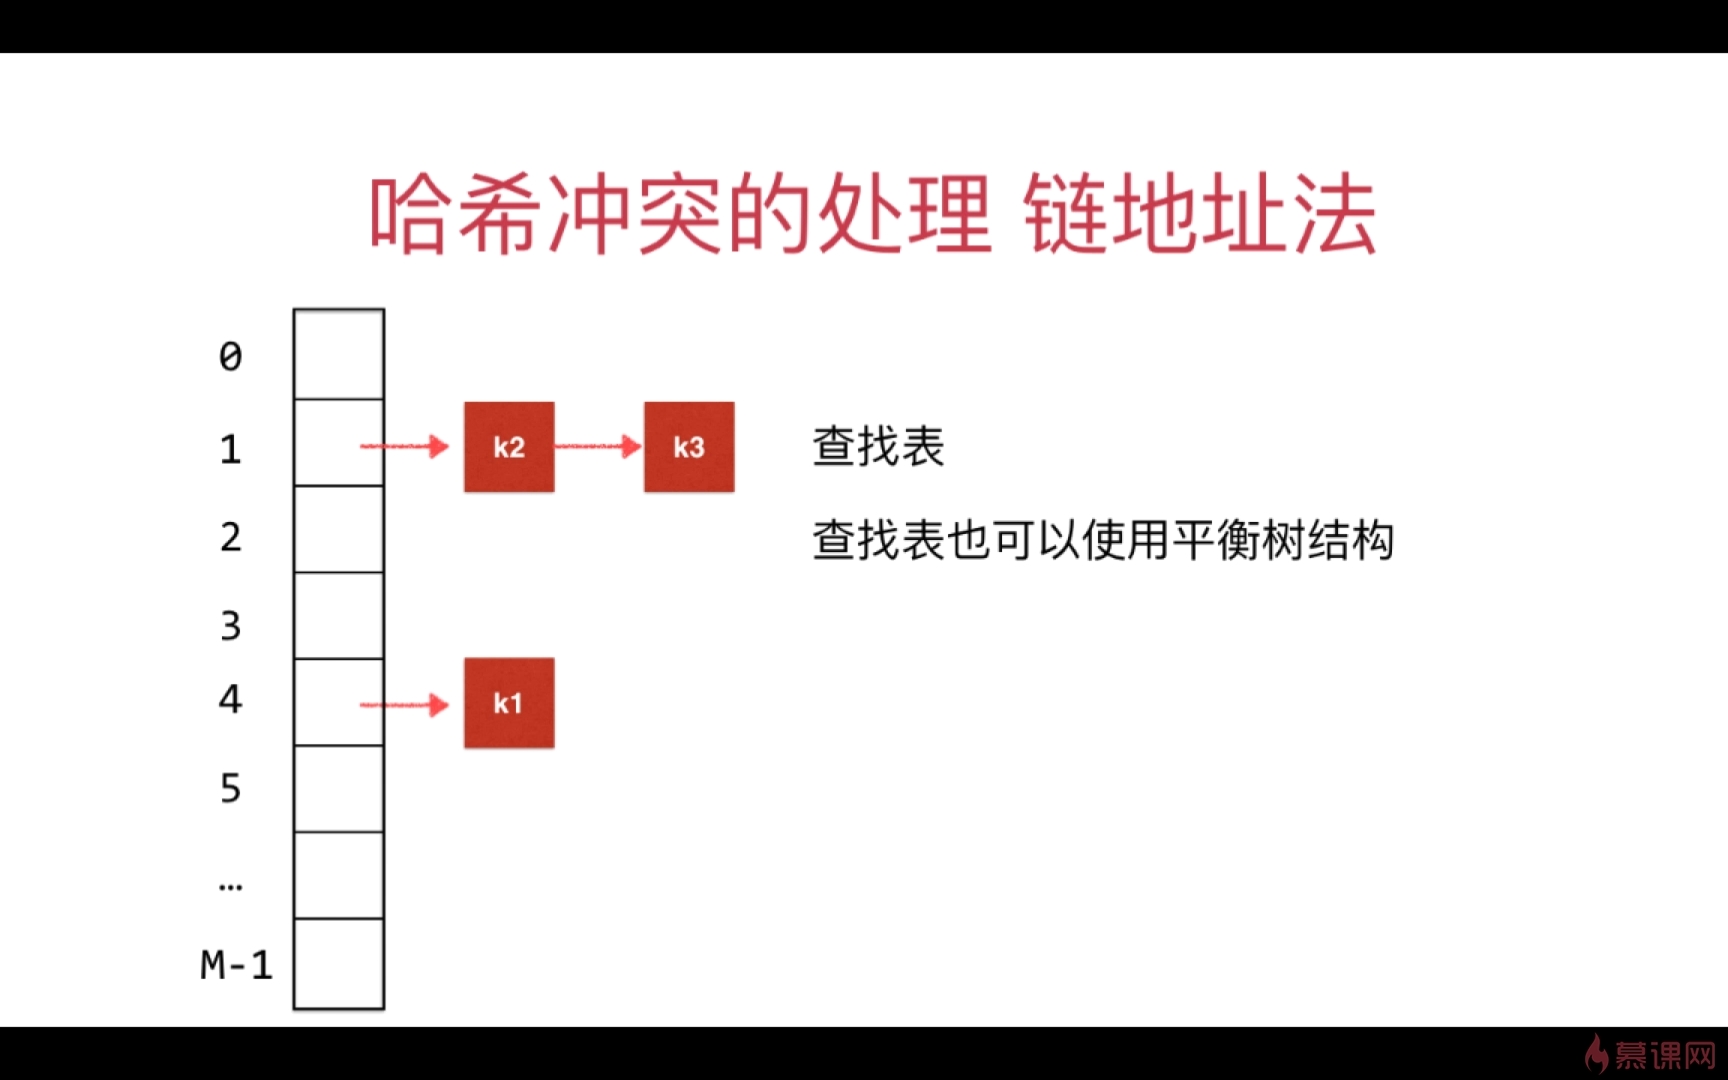 哈希冲突的处理 链地址法
0
1 k2 k3 查找表
2 查找表也可以使用平衡树结构
3
4 k1
5
...
M-1
慕课网